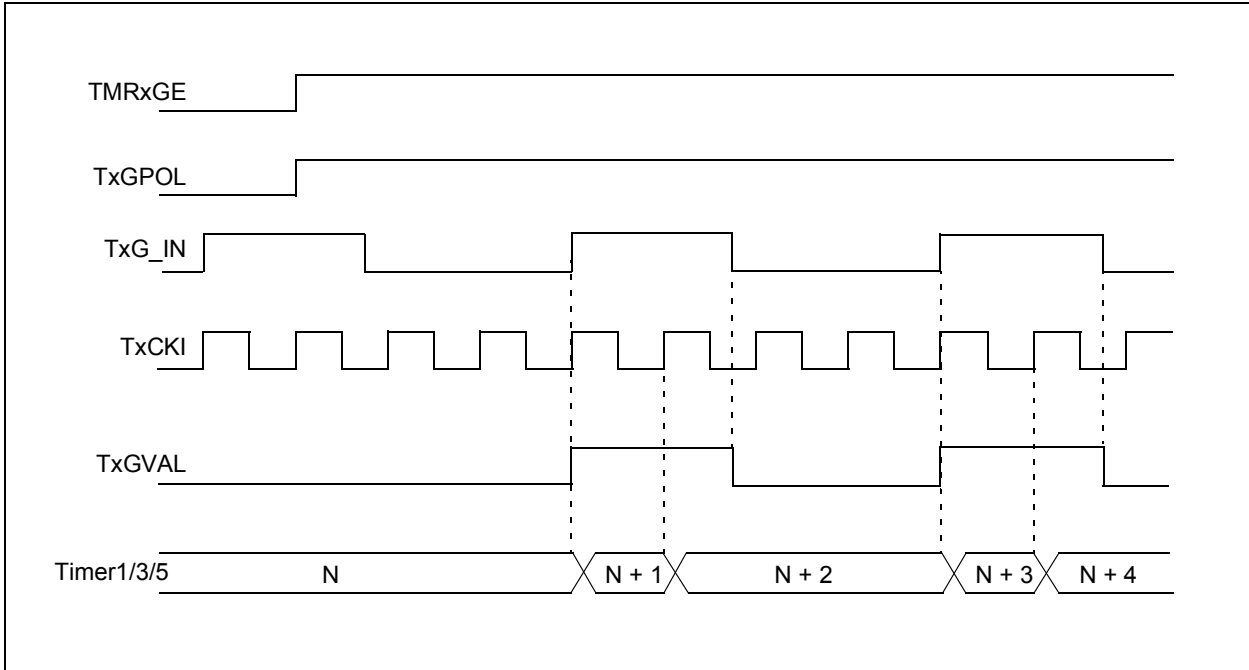 TMRxGE
TxGPOL
TxG_IN
TxCKI
TxGVAL
Timer1/3/5 N N + 1 N + 2 N + 3 N + 4